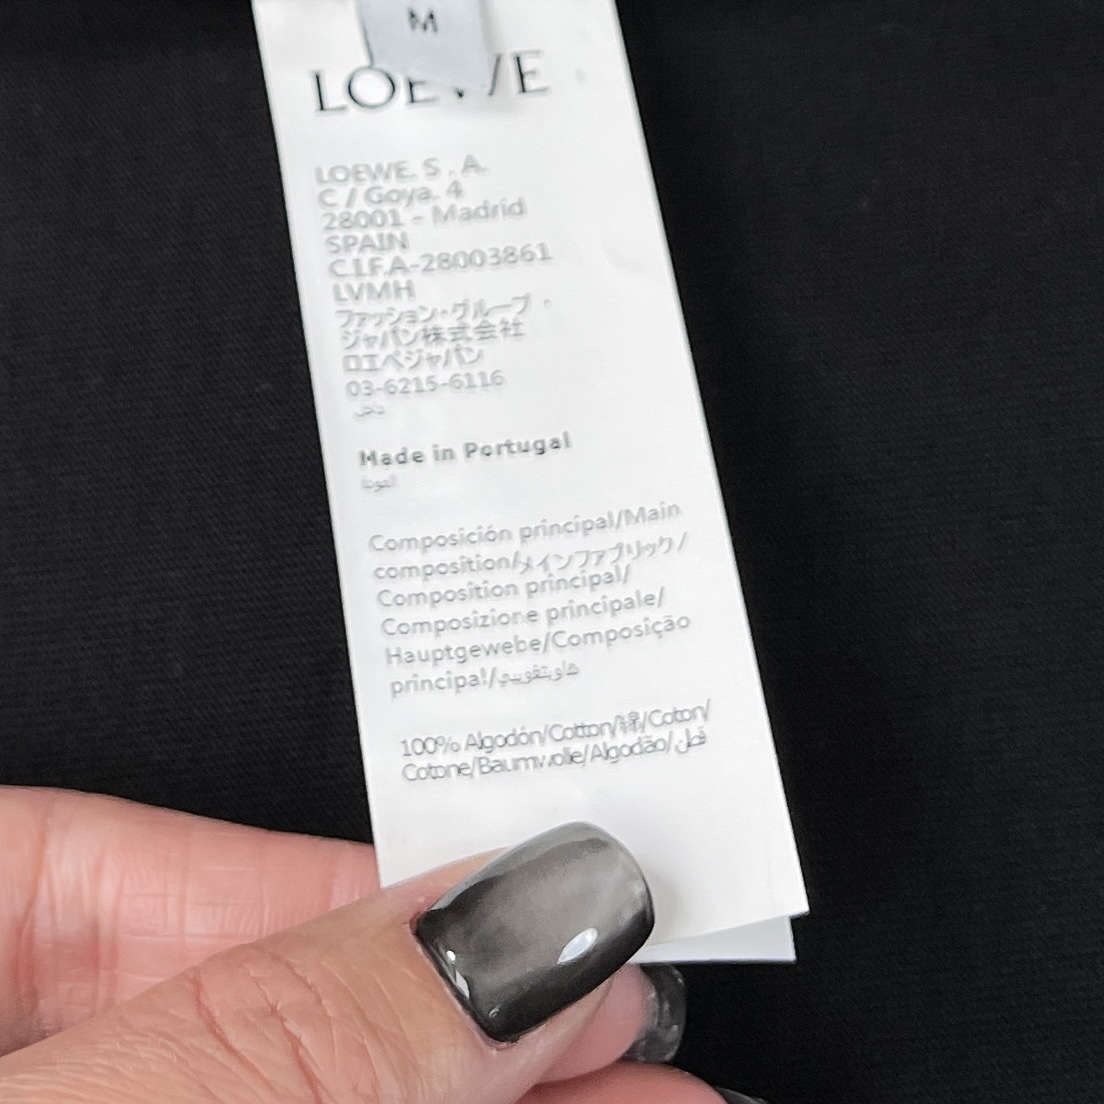 M
LOEWE
LOEWE. S . A.
C / Goya. 4
28001 - Madrid
SPAIN
C.I.F.A-28003861
LVMH
ファッション・グループ・
ジャパン株式会社
ロエベジャパン
03-6215-6116
Made in Portugal
Composición principal/Main
composition/メインファブリック/
Composition principal/
Composizione principale/
Hauptgewebe/Composição
principal/
100% Algodón/Cotton/綿/Coton/
Cotone/Baumwolle/Algodão/قطن